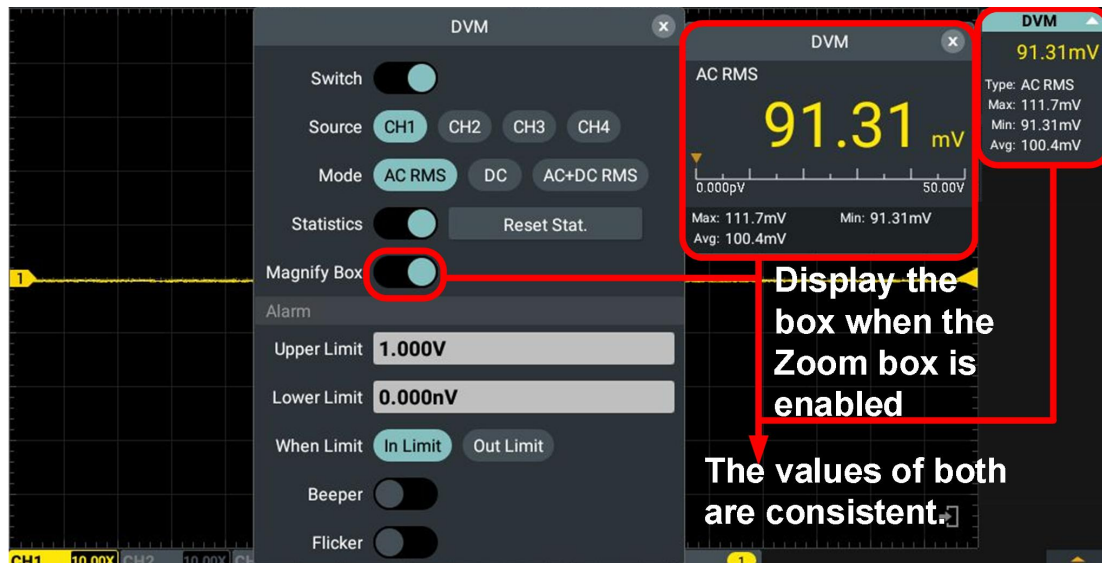 DVM
Switch
Source CH1 CH2 CH3 CH4
Mode AC RMS DC AC+DC RMS
Statistics Reset Stat.
Magnify Box
Alarm
Upper Limit 1.000V
Lower Limit 0.000nV
When Limit In Limit Out Limit
Beeper
Flicker
DVM
AC RMS
91.31 mV
0.000pV 50.00V
Max: 111.7mV Min: 91.31mV
Avg: 100.4mV
DVM
91.31mV
Type: AC RMS
Max: 111.7mV
Min: 91.31mV
Avg: 100.4mV
1
Display the
box when the
Zoom box is
enabled
The values of both
are consistent.
CH1 10.00X CH2 10.00X CH
1